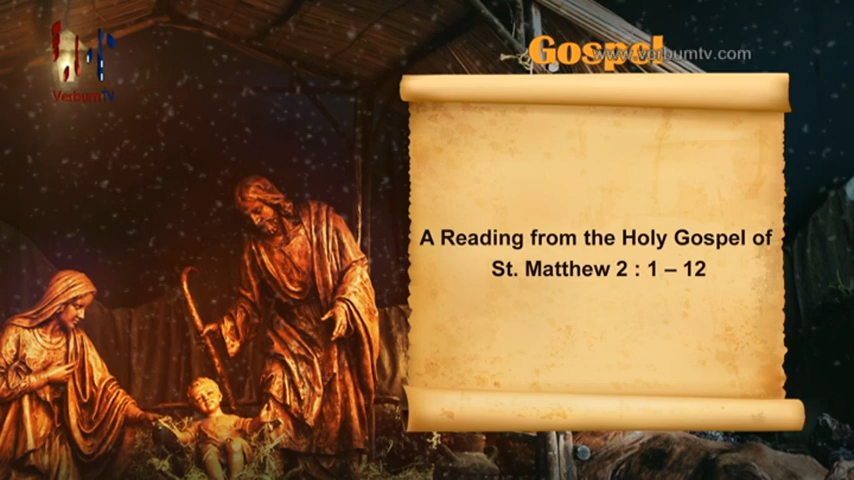 VerbumTV
Gospel
www.verbumtv.com
A Reading from the Holy Gospel of
St. Matthew 2 : 1 – 12